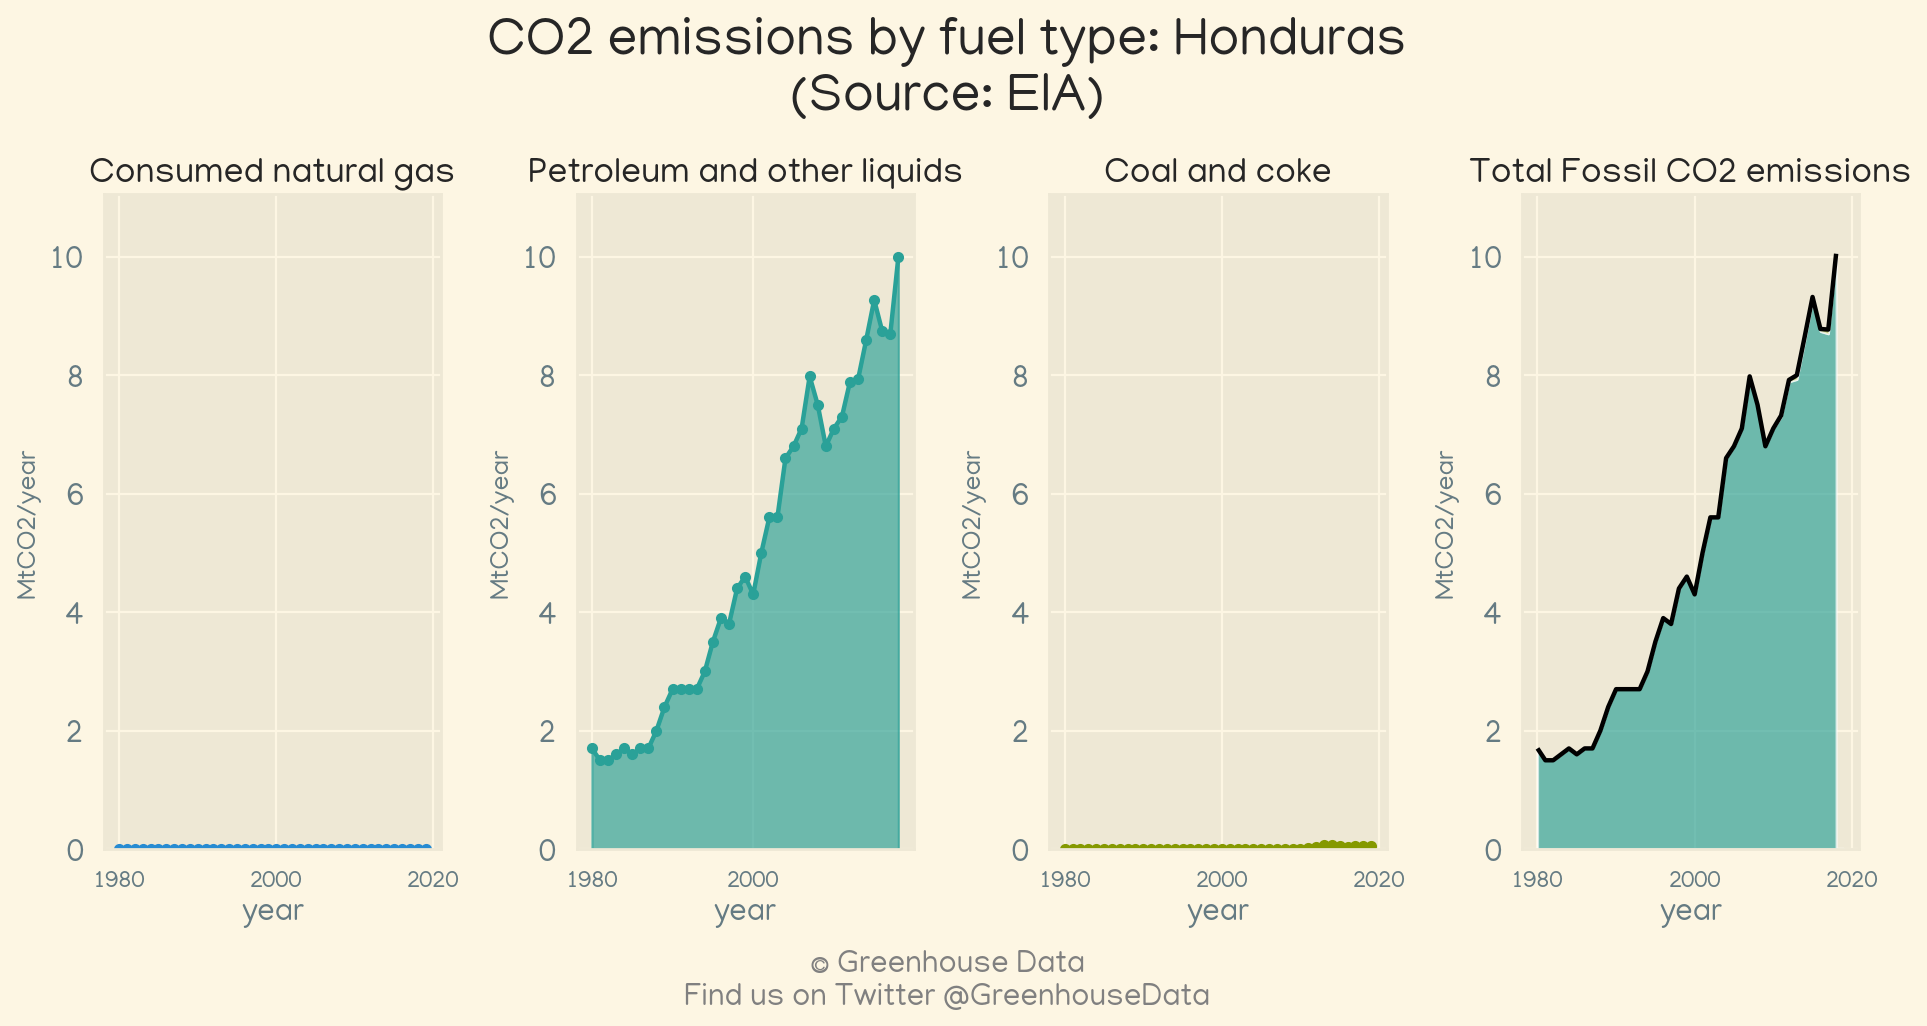 CO2 emissions by fuel type: Honduras
(Source: EIA)
Consumed natural gas
Petroleum and other liquids
Coal and coke
Total Fossil CO2 emissions
MtCO2/year
10
8
6
4
2
0
1980
2000
2020
year
MtCO2/year
10
8
6
4
2
0
1980
2000
year
MtCO2/year
10
8
6
4
2
0
1980
2000
2020
year
MtCO2/year
10
8
6
4
2
0
1980
2000
2020
year
© Greenhouse Data
Find us on Twitter @GreenhouseData